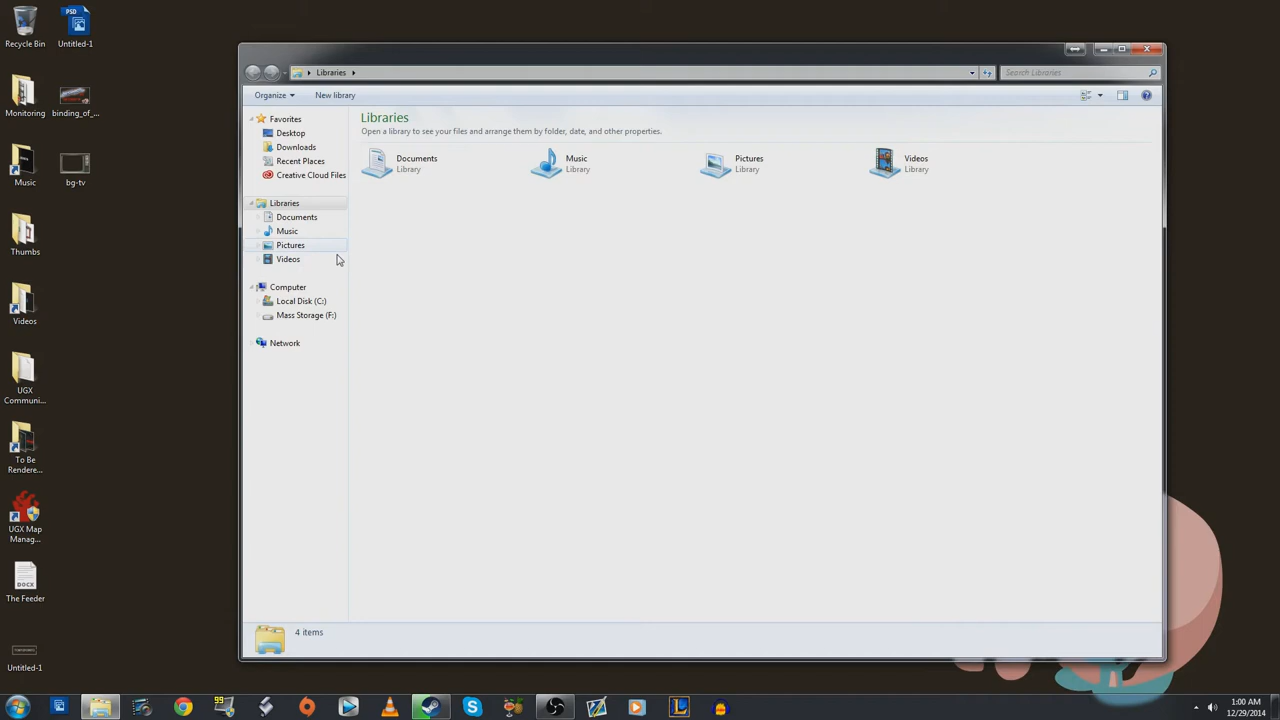 Recycle Bin
PSD
Untitled-1
Monitoring
binding_of_...
Music
bg-tv
Thumbs
Videos
UGX
Communi...
To Be
Rendere...
UGX Map
Manag...
DOCX
The Feeder
Untitled-1
Libraries
Search Libraries
Organize
New library
Favorites
Desktop
Downloads
Recent Places
Creative Cloud Files
Libraries
Documents
Music
Pictures
Videos
Computer
Local Disk (C:)
Mass Storage (F:)
Network
Libraries
Open a library to see your files and arrange them by folder, date, and other properties.
Documents
Library
Music
Library
Pictures
Library
Videos
Library
4 items
99
1:00 AM
12/29/2014